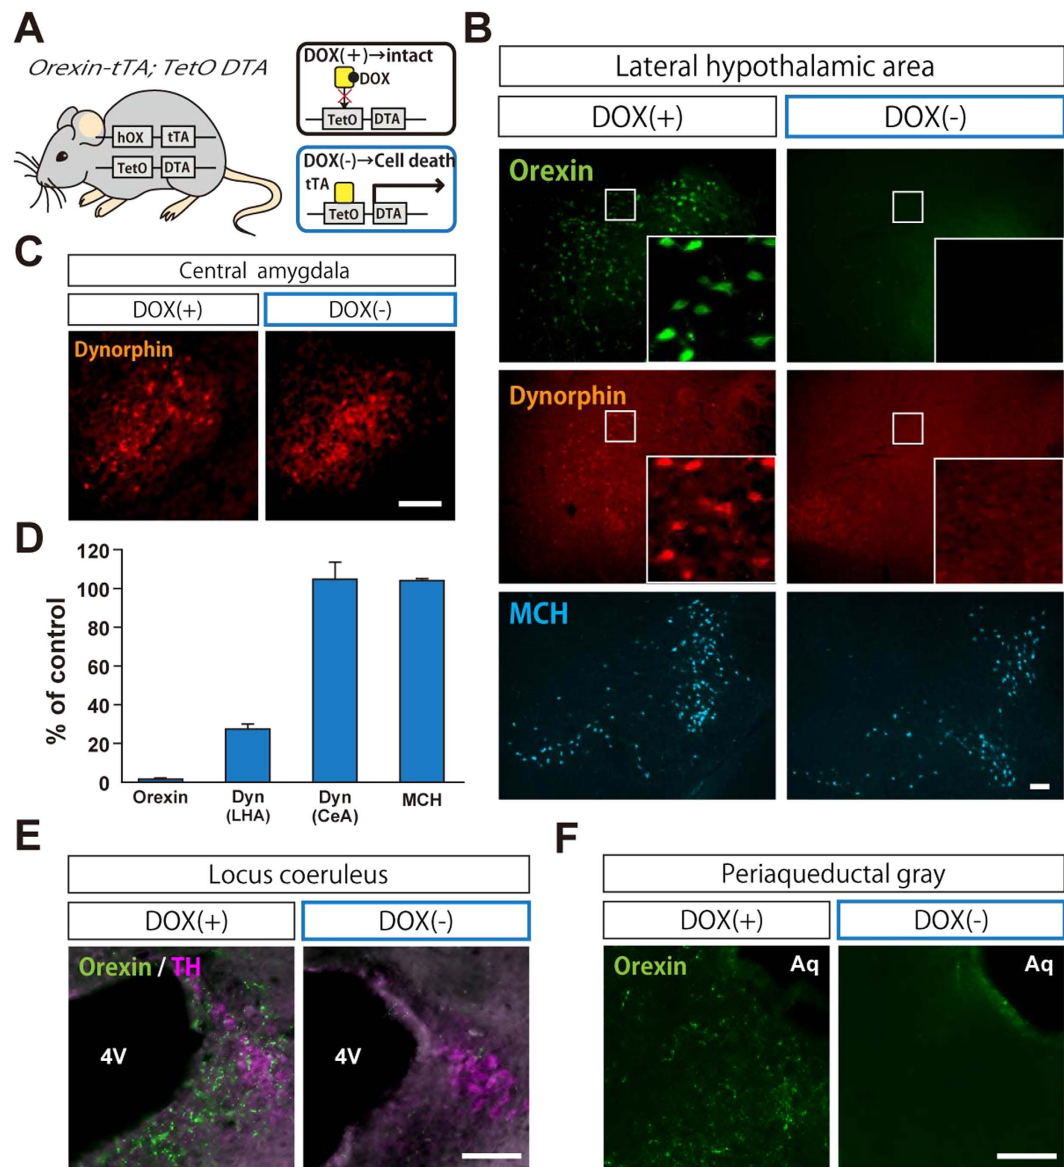 A
Orexin-tTA; TetO DTA
hOX tTA
TetO DTA
DOX(+)→intact
DOX
TetO DTA
DOX(-)→Cell death
tTA
TetO DTA
B
Lateral hypothalamic area
DOX(+) DOX(-)
Orexin
Dynorphin
MCH
C
Central amygdala
DOX(+) DOX(-)
Dynorphin
D
% of control
120
100
80
60
40
20
0
Orexin Dyn (LHA) Dyn (CeA) MCH
E
Locus coeruleus
DOX(+) DOX(-)
Orexin / TH
4V 4V
F
Periaqueductal gray
DOX(+) DOX(-)
Orexin Aq Aq